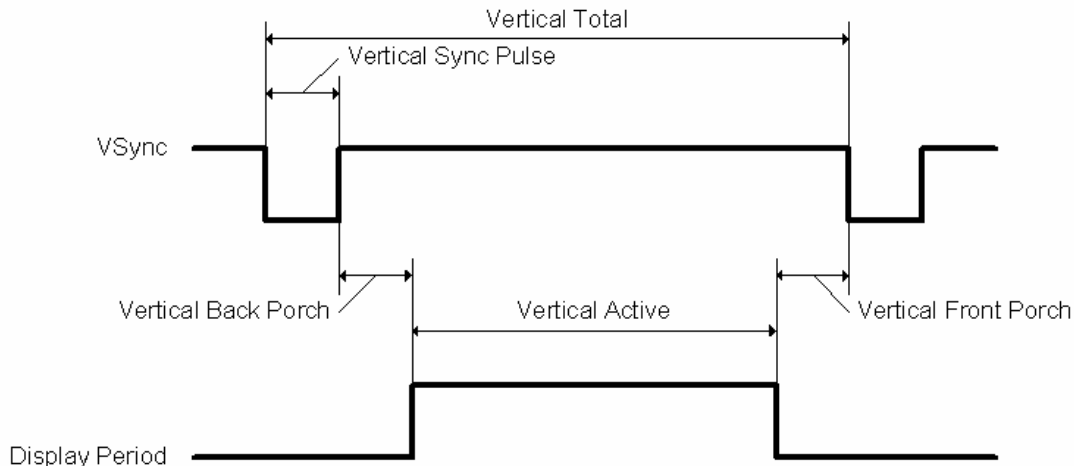 Vertical Total
Vertical Sync Pulse
VSync
Vertical Back Porch
Vertical Active
Vertical Front Porch
Display Period